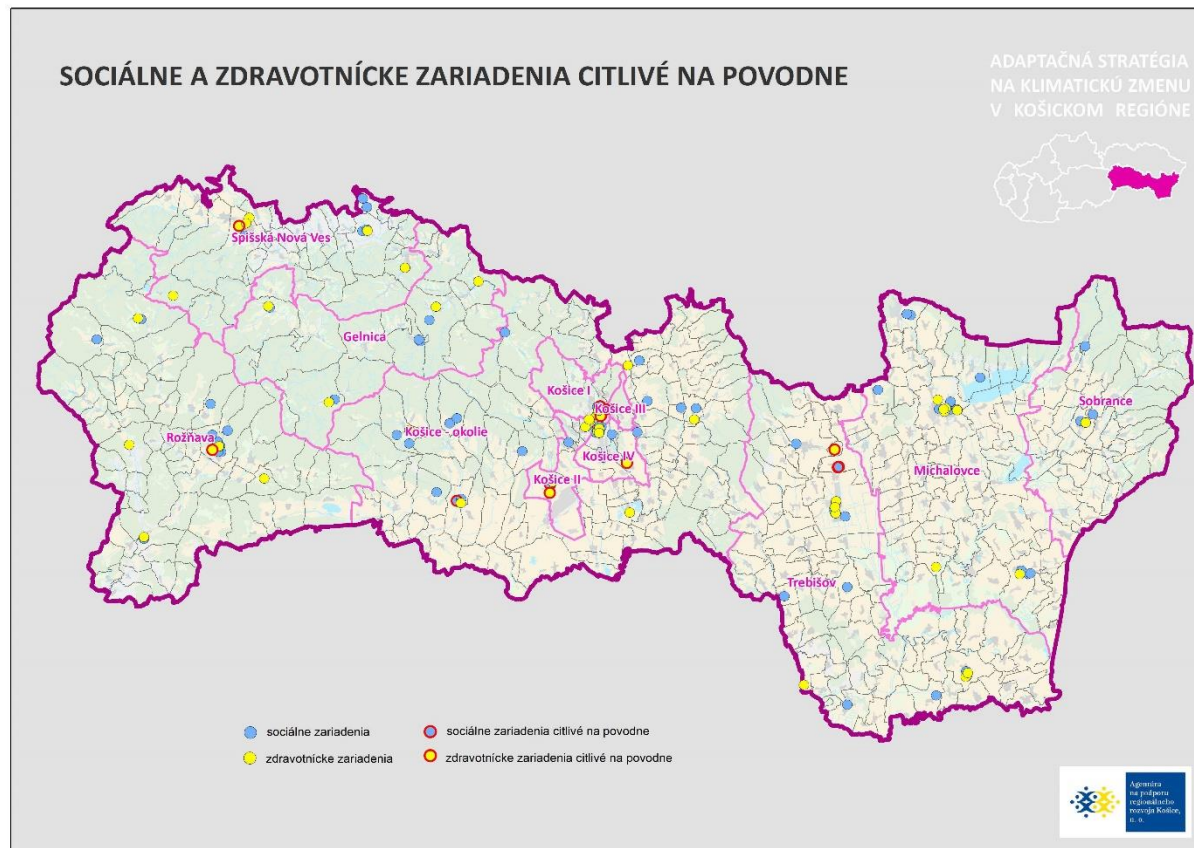 SOCIÁLNE A ZDRAVOTNÍCKE ZARIADENIA CITLIVÉ NA POVODNE
ADAPTAČNÁ STRATÉGIA
NA KLIMATICKÚ ZMENU
V KOŠICKOM REGIÓNE
Spišská Nová Ves
Gelnica
Košice I
Košice III
Sobrance
Rožňava
Košice - okolie
Košice IV
Michalovce
Košice II
Trebišov
sociálne zariadenia
sociálne zariadenia citlivé na povodne
zdravotnícke zariadenia
zdravotnícke zariadenia citlivé na povodne
Agentúra
na podporu
regionálneho
rozvoja Košice,
n. o.